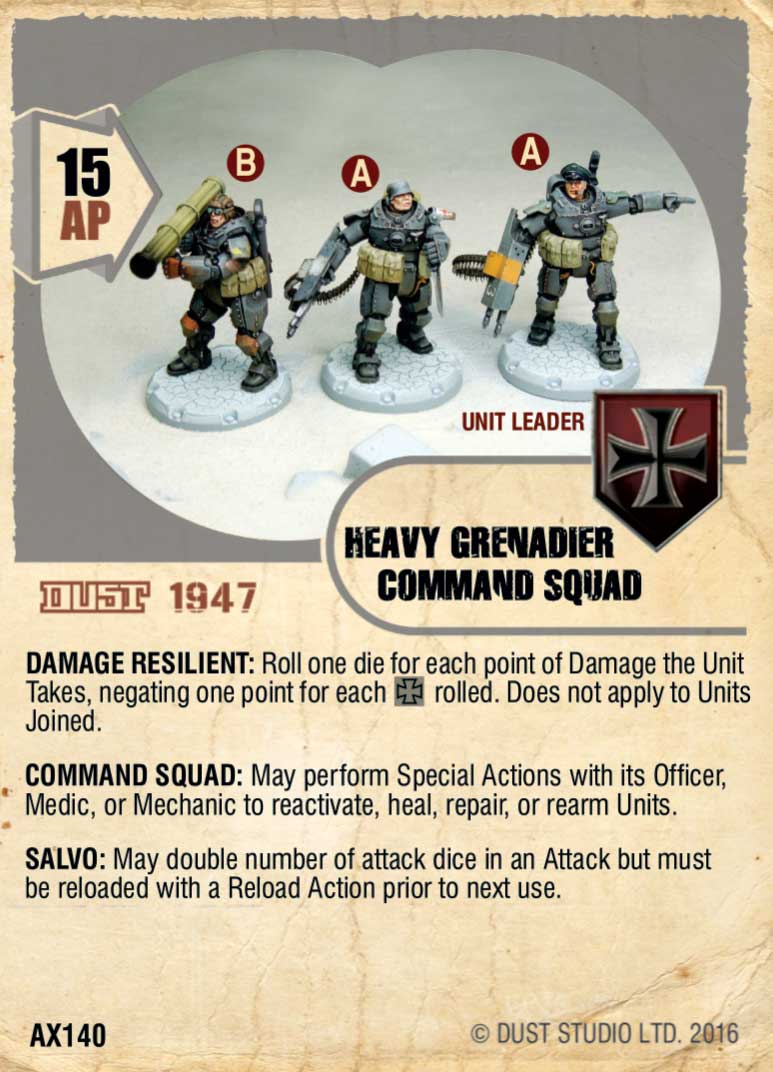 15
AP
B
A
A
UNIT LEADER
HEAVY GRENADIER
COMMAND SQUAD
DUST 1947
DAMAGE RESILIENT: Roll one die for each point of Damage the Unit
Takes, negating one point for each rolled. Does not apply to Units
Joined.
COMMAND SQUAD: May perform Special Actions with its Officer,
Medic, or Mechanic to reactivate, heal, repair, or rearm Units.
SALVO: May double number of attack dice in an Attack but must
be reloaded with a Reload Action prior to next use.
AX140
© DUST STUDIO LTD. 2016